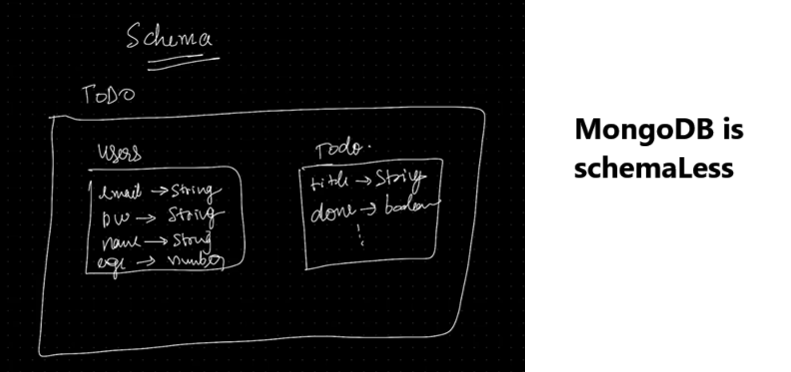 Schema
TODO
Users
email → String
pw → String
name → String
age → number
Todo.
title → String
done → boolean
MongoDB is
schemaLess